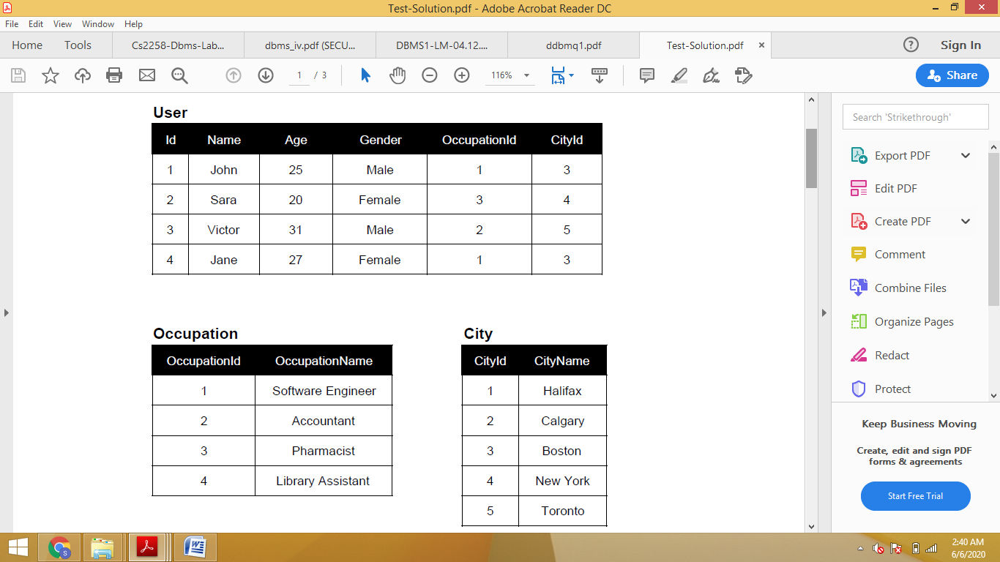 Test-Solution.pdf - Adobe Acrobat Reader DC
File Edit View Window Help
Home Tools Cs2258-Dbms-Lab... dbms_iv.pdf (SECU... DBMS1-LM-04.12.... ddbmq1.pdf Test-Solution.pdf × ? Sign In
1 / 3 116% Share
User
Id Name Age Gender OccupationId CityId
1 John 25 Male 1 3
2 Sara 20 Female 3 4
3 Victor 31 Male 2 5
4 Jane 27 Female 1 3
Occupation
OccupationId OccupationName
1 Software Engineer
2 Accountant
3 Pharmacist
4 Library Assistant
City
CityId CityName
1 Halifax
2 Calgary
3 Boston
4 New York
5 Toronto
Search 'Strikethrough'
Export PDF
Edit PDF
Create PDF
Comment
Combine Files
Organize Pages
Redact
Protect
Keep Business Moving
Create, edit and sign PDF
forms & agreements
Start Free Trial
S
W
2:40 AM
6/6/2020